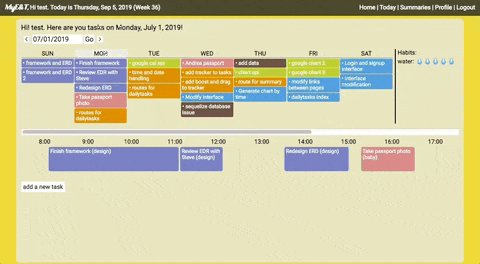 MyE&T, Hi test. Today is Thursday, Sep 5, 2019 (Week 36)
Home | Today | Summaries | Profile | Logout
Hi! test. Here are you tasks on Monday, July 1, 2019!
< 07/01/2019 Go >
SUN MON TUE WED THU FRI SAT
• framework and ERD
• framework and ERD 2
• Finish framework
• Review EDR with Steve
• Redesign ERD
• Take passport photo
• routes for dailytasks
• google cal res
• time and date handling
• routes for dailytasks
• Andrea passport
• add tracker to tasks
• add boost and drag to tracker
• Modify interface
• sequelize database issue
• add data
• chart ejs
• route for summary
• Generate chart by time
• google chart 2
• google chart 3
• modify links between pages
• dailytasks index
• Login and signup interface
• interface modification
Habits:
water:
8:00 9:00 10:00 11:00 12:00 13:00 14:00 15:00 16:00 17:00
Finish framework (design)
Review EDR with Steve (design)
Redesign ERD (design)
Take passport photo (baby)
add a new task